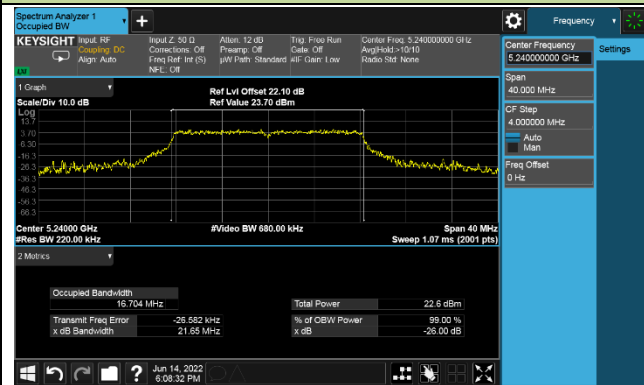 Spectrum Analyzer 1
Occupied BW
Frequency
KEYSIGHT
Input: RF
Coupling: DC
Align: Auto
Input Z: 50 Ω
Corrections: Off
Freq Ref: Int (S)
NFE: Off
Atten: 12 dB
Preamp: Off
µW Path: Standard
Trig: Free Run
Gate: Off
#IF Gain: Low
Center Freq: 5.240000000 GHz
Avg|Hold:>10/10
Radio Std: None
Center Frequency
5.240000000 GHz
Settings
Span
40.000 MHz
CF Step
4.000000 MHz
Auto
Man
Freq Offset
0 Hz
1 Graph
Scale/Div 10.0 dB
Ref Lvl Offset 22.10 dB
Ref Value 23.70 dBm
Log
13.7
3.70
-6.30
-16.3
-26.3
-36.3
-46.3
-56.3
-66.3
Center 5.24000 GHz
#Video BW 680.00 kHz
Span 40 MHz
#Res BW 220.00 kHz
Sweep 1.07 ms (2001 pts)
2 Metrics
Occupied Bandwidth
16.704 MHz
Total Power 22.6 dBm
Transmit Freq Error -26.582 kHz
% of OBW Power 99.00 %
x dB Bandwidth 21.65 MHz
x dB -26.00 dB
Jun 14, 2022
6:08:32 PM